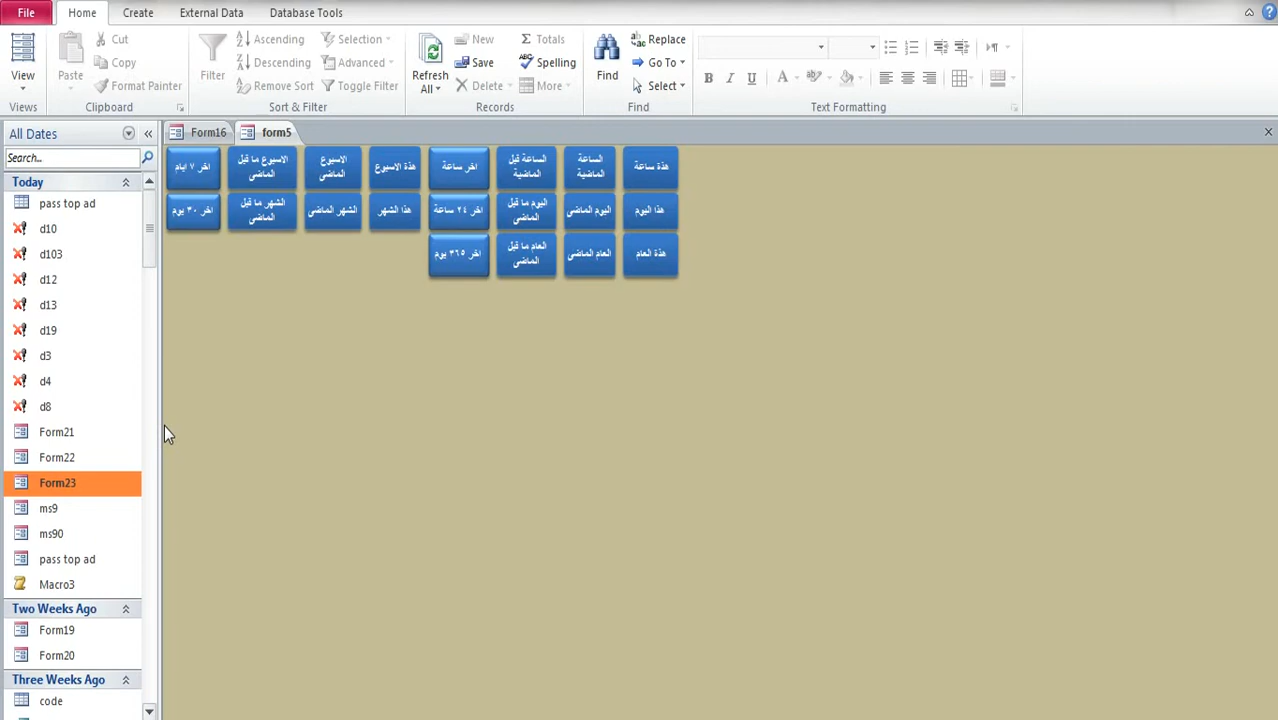 File Home Create External Data Database Tools
Cut Ascending Selection New Totals Replace
Copy Descending Advanced Save Spelling Go To
View Paste Format Painter Filter Remove Sort Toggle Filter Refresh All Delete More Find Select
Views Clipboard Sort & Filter Records Find Text Formatting
B I U A
All Dates Form16 form5
Search...
Today
pass top ad
d10
d103
d12
d13
d19
d3
d4
d8
Form21
Form22
Form23
ms9
ms90
pass top ad
Macro3
Two Weeks Ago
Form19
Form20
Three Weeks Ago
code
هذة ساعة
الساعة
الماضية
الساعة قبل
الماضية
اخر ساعة
هذة الاسبوع
الاسبوع
الماضى
الاسبوع ما قبل
الماضى
اخر ٧ ايام
هذا اليوم
اليوم الماضى
اليوم ما قبل
الماضى
اخر ٢٤ ساعة
هذا الشهر
الشهر الماضى
الشهر ما قبل
الماضى
اخر ٣٠ يوم
هذة العام
العام الماضى
العام ما قبل
الماضى
اخر ٣٦٥ يوم